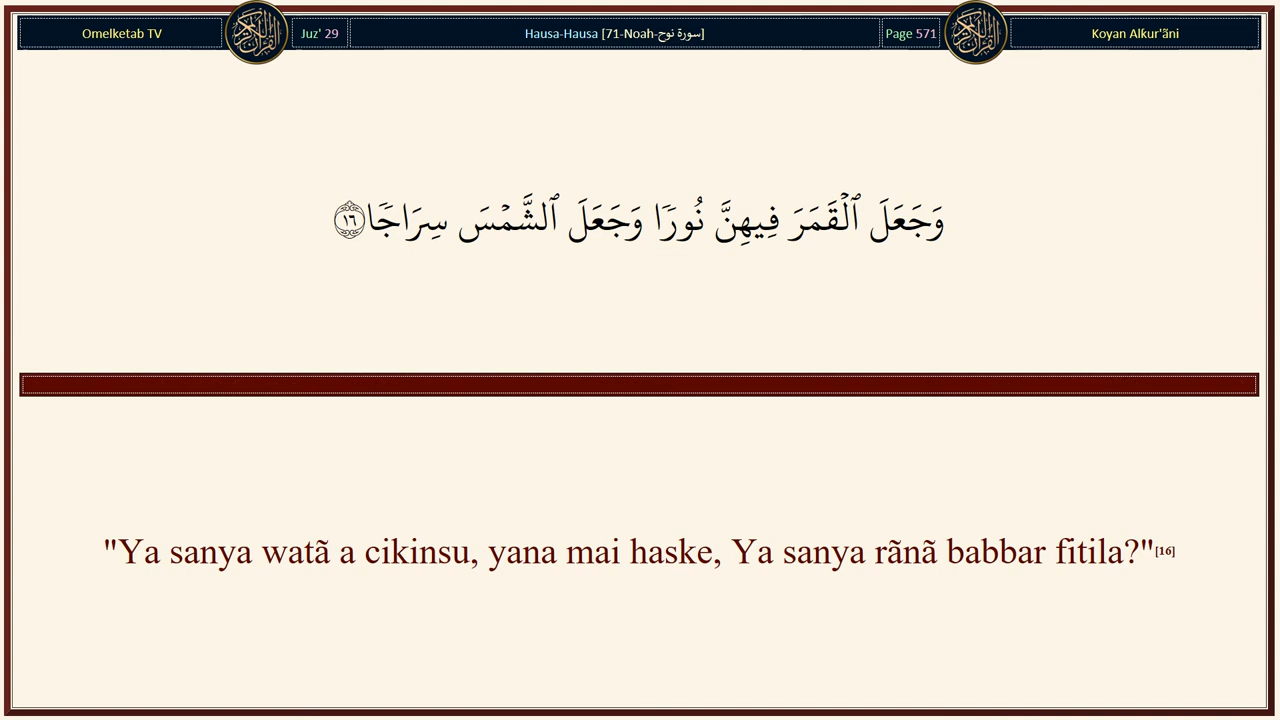 Omelketab TV
Juz' 29
Hausa-Hausa [71-Noah-سورة نوح]
Page 571
Koyan Alƙur'ãni
وَجَعَلَ ٱلۡقَمَرَ فِيهِنَّ نُورٗا وَجَعَلَ ٱلشَّمۡسَ سِرَاجٗا ١٦
"Ya sanya watã a cikinsu, yana mai haske, Ya sanya rãnã babbar fitila?"[16]